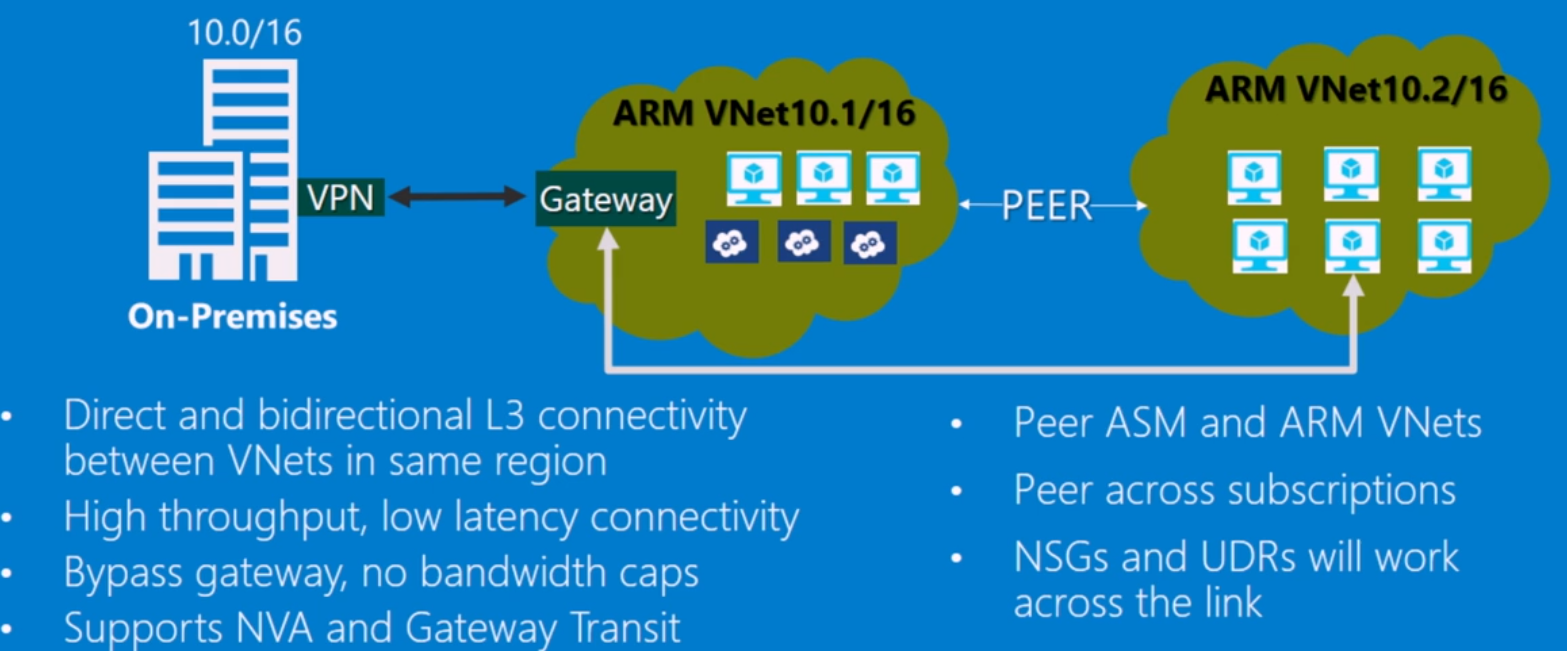 10.0/16
ARM VNet10.1/16
ARM VNet10.2/16
VPN
Gateway
PEER
On-Premises
• Direct and bidirectional L3 connectivity
between VNets in same region
• High throughput, low latency connectivity
• Bypass gateway, no bandwidth caps
• Supports NVA and Gateway Transit
• Peer ASM and ARM VNets
• Peer across subscriptions
• NSGs and UDRs will work
across the link